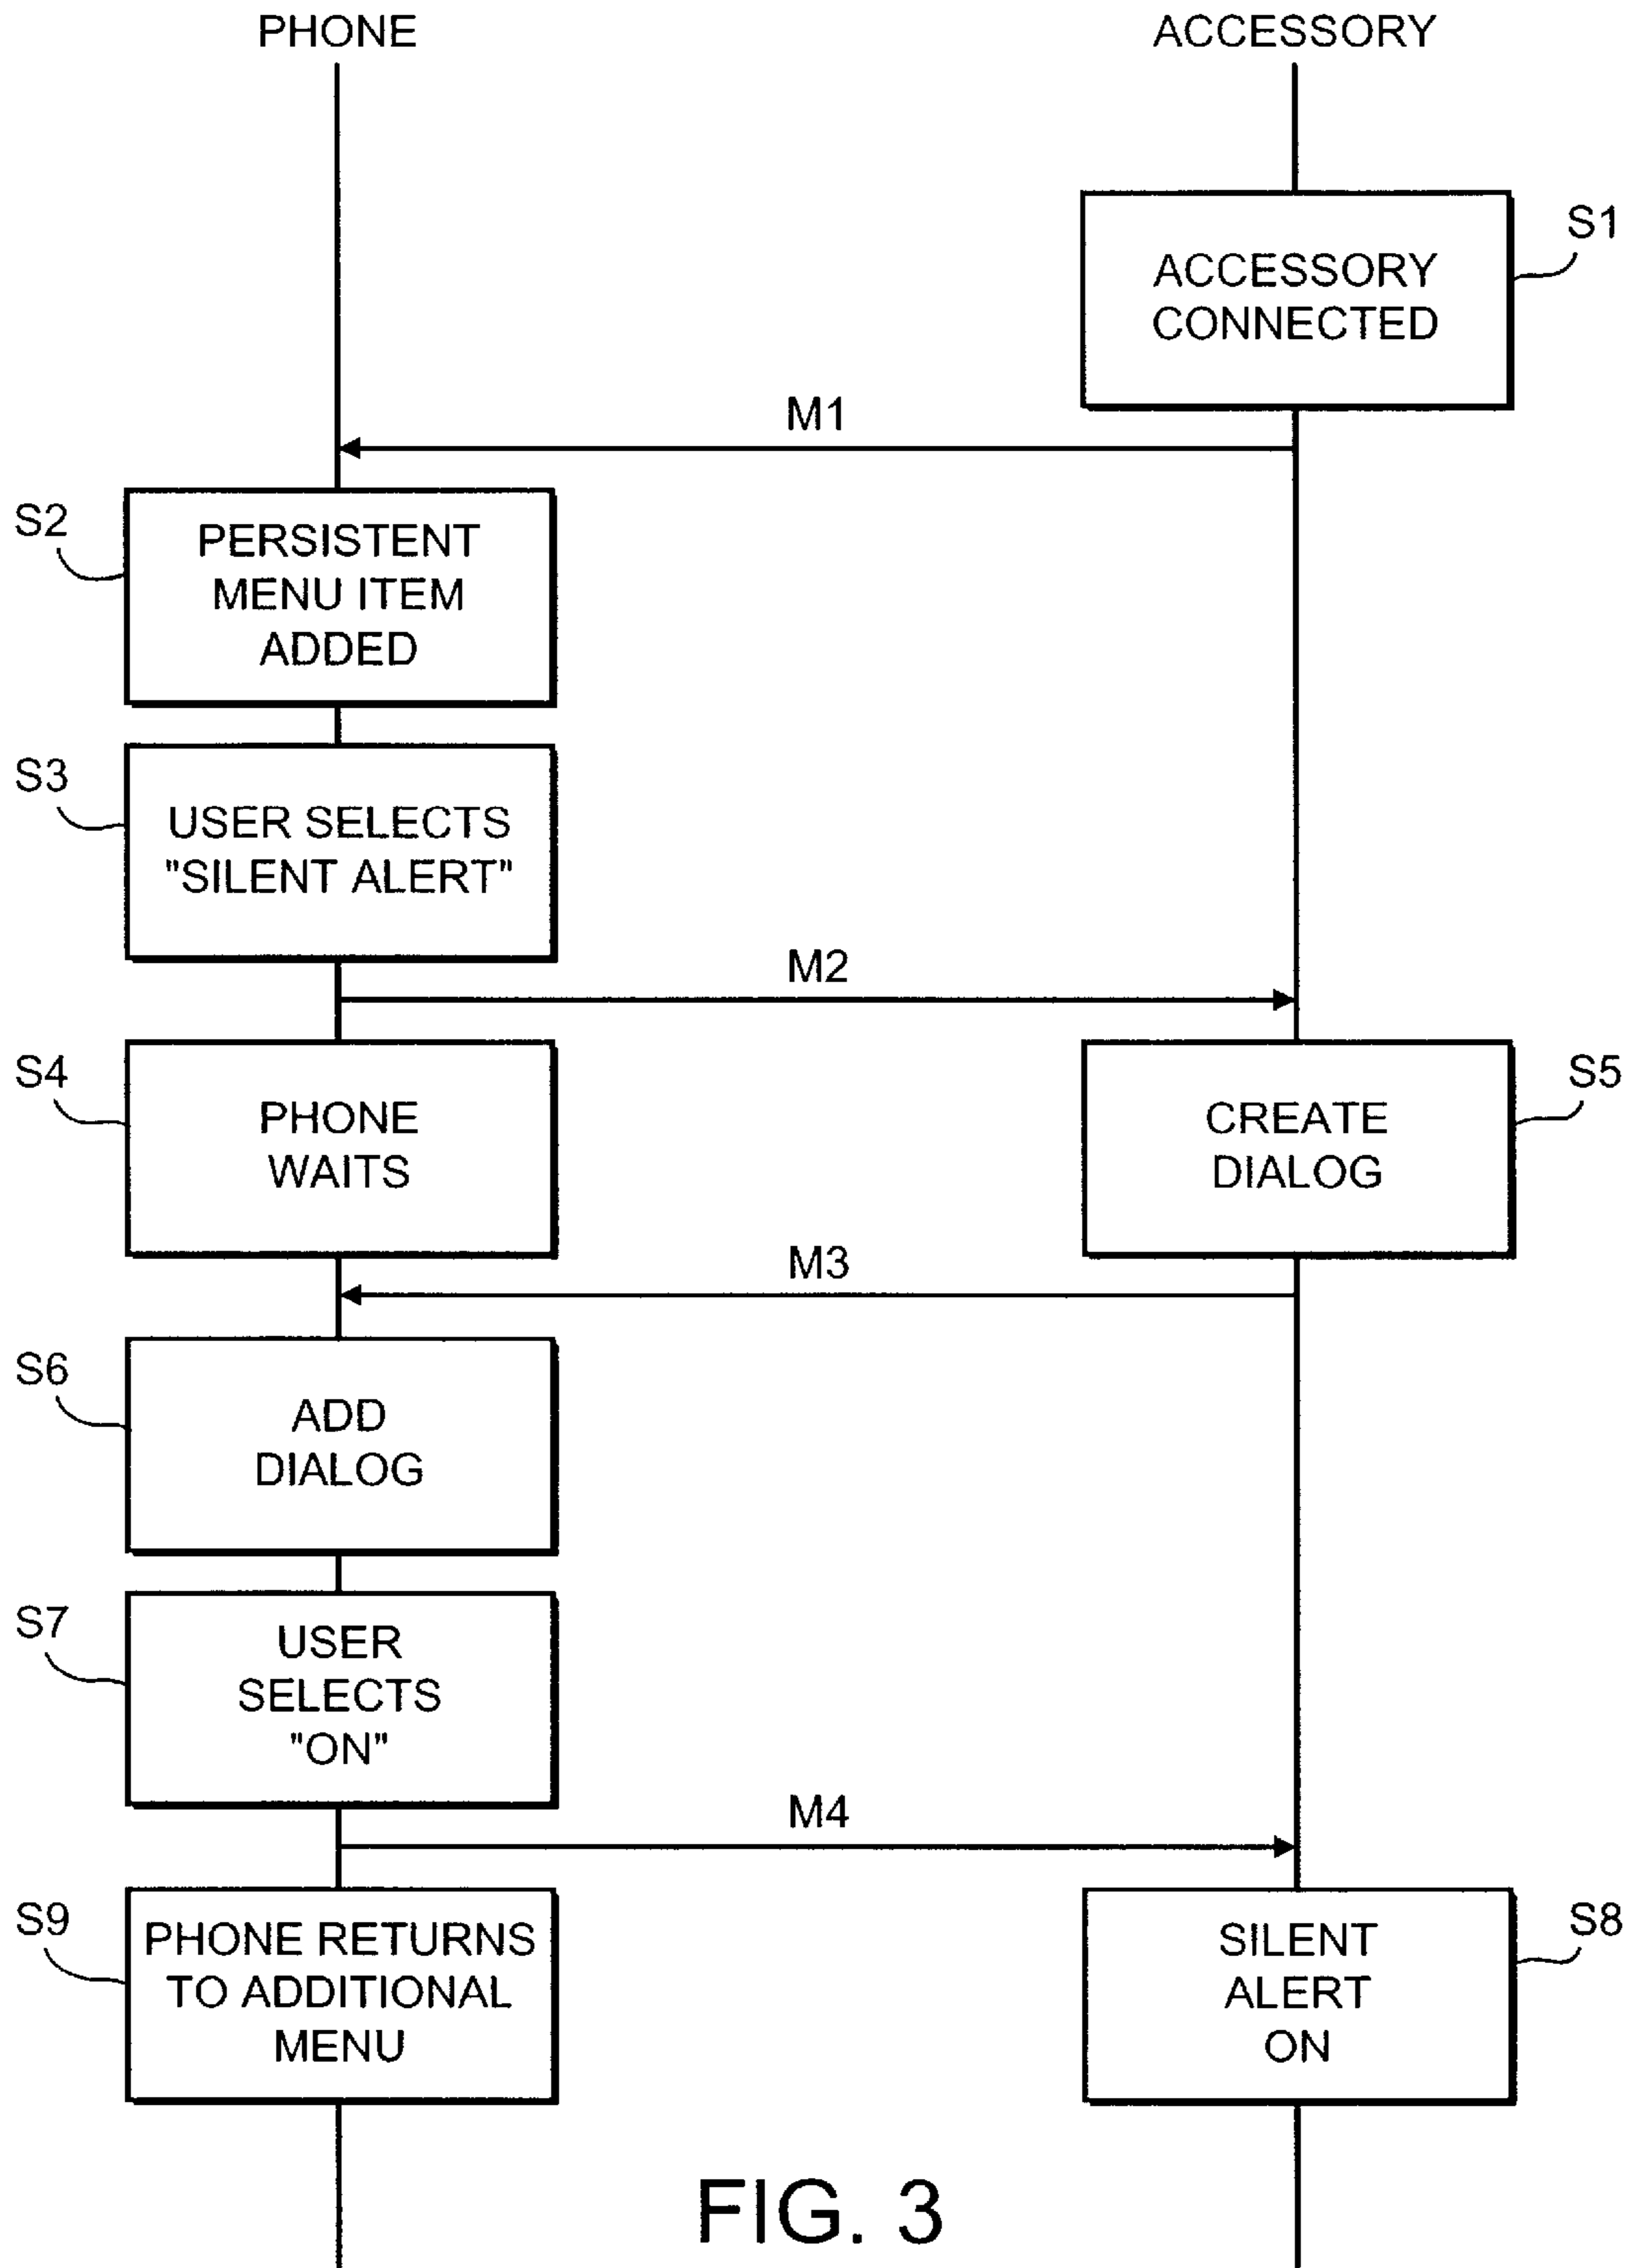 PHONE
ACCESSORY
S1
ACCESSORY
CONNECTED
M1
S2
PERSISTENT
MENU ITEM
ADDED
S3
USER SELECTS
"SILENT ALERT"
M2
S4
PHONE
WAITS
S5
CREATE
DIALOG
M3
S6
ADD
DIALOG
S7
USER
SELECTS
"ON"
M4
S9
PHONE RETURNS
TO ADDITIONAL
MENU
S8
SILENT
ALERT
ON
FIG. 3